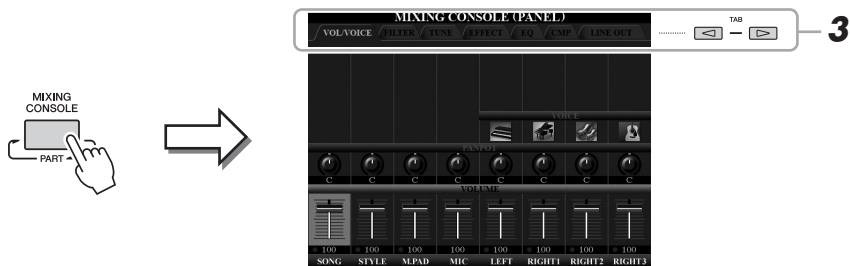 MIXING CONSOLE (PANEL)
VOL/VOICE FILTER TUNE EFFECT EQ CMP LINE OUT
TAB
3
MIXING
CONSOLE
PART
VOICE
PANPOT
C C C C C C C C
VOLUME
100 100 100 100 100 100 100 100
SONG STYLE M.PAD MIC LEFT RIGHT1 RIGHT2 RIGHT3